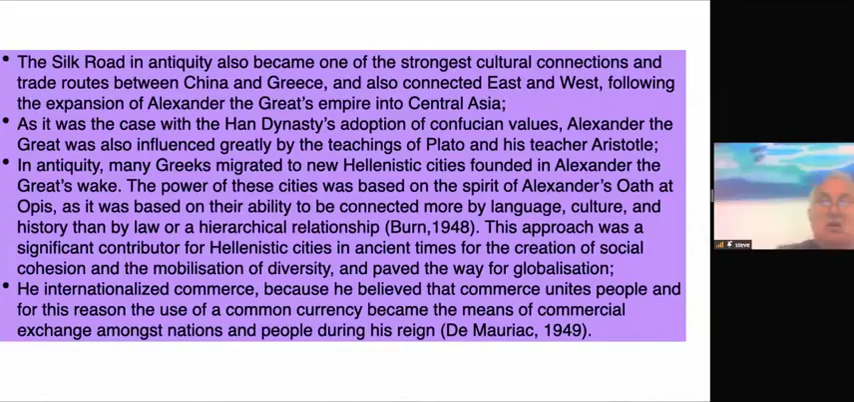 • The Silk Road in antiquity also became one of the strongest cultural connections and
trade routes between China and Greece, and also connected East and West, following
the expansion of Alexander the Great's empire into Central Asia;
• As it was the case with the Han Dynasty's adoption of confucian values, Alexander the
Great was also influenced greatly by the teachings of Plato and his teacher Aristotle;
• In antiquity, many Greeks migrated to new Hellenistic cities founded in Alexander the
Great's wake. The power of these cities was based on the spirit of Alexander's Oath at
Opis, as it was based on their ability to be connected more by language, culture, and
history than by law or a hierarchical relationship (Burn,1948). This approach was a
significant contributor for Hellenistic cities in ancient times for the creation of social
cohesion and the mobilisation of diversity, and paved the way for globalisation;
• He internationalized commerce, because he believed that commerce unites people and
for this reason the use of a common currency became the means of commercial
exchange amongst nations and people during his reign (De Mauriac, 1949).
steve